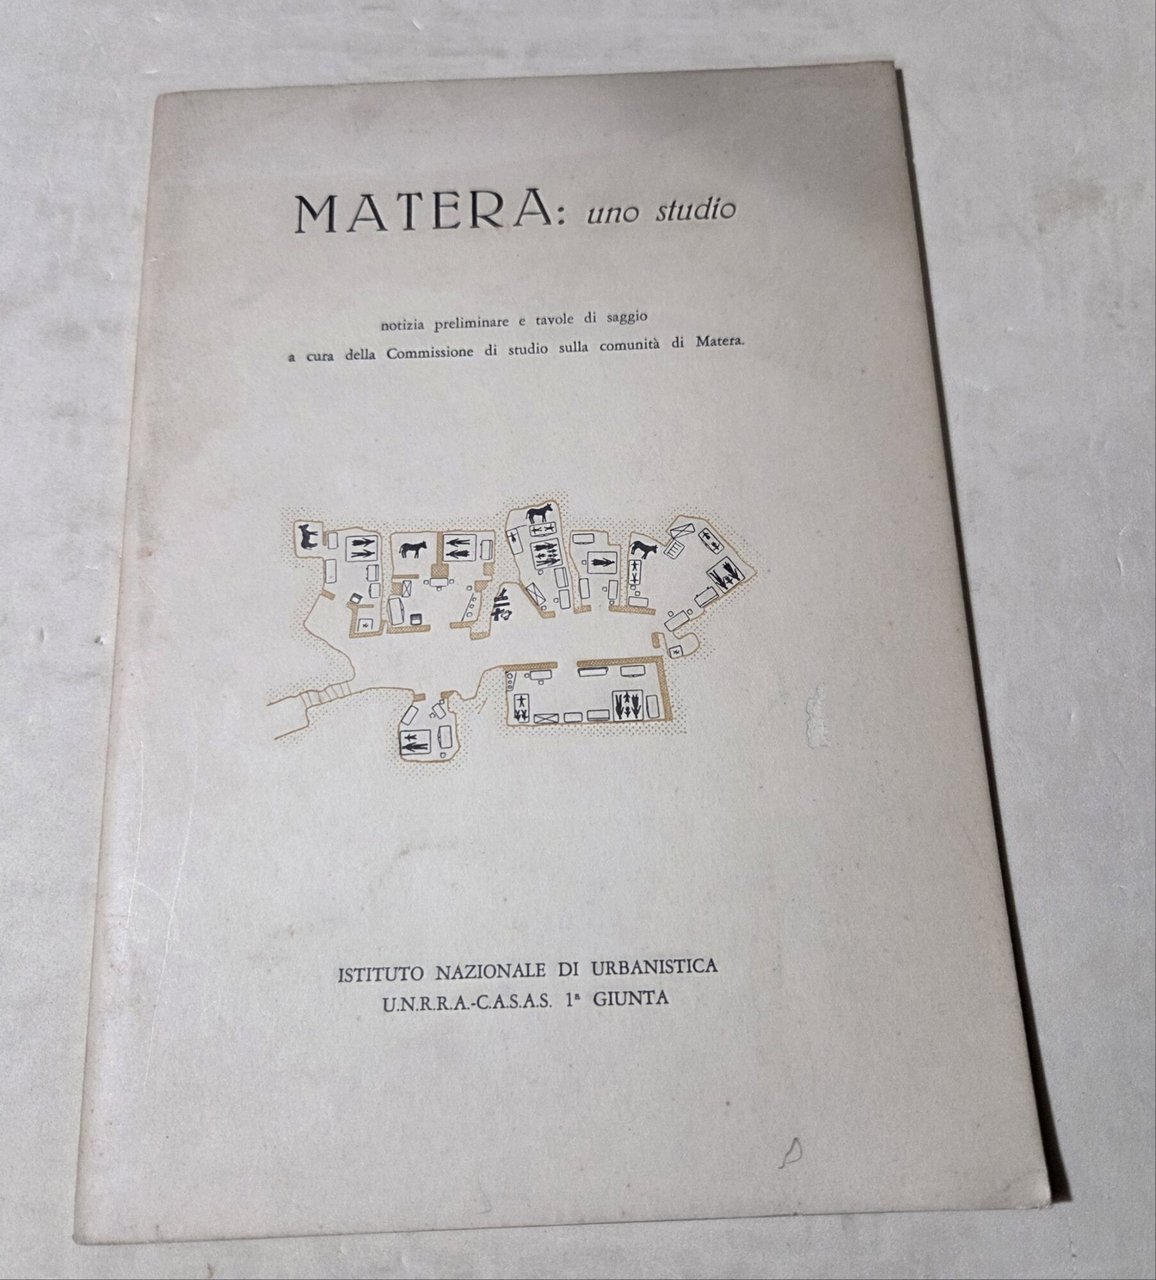 MATERA: uno studio
notizia preliminare e tavole di saggio
a cura della Commissione di studio sulla comunità di Matera.
ISTITUTO NAZIONALE DI URBANISTICA
U.N.R.R.A.-C.A.S.A.S. 1ª GIUNTA